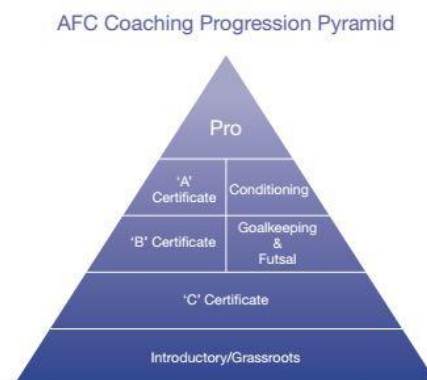 AFC Coaching Progression Pyramid
Pro
‘A’
Certificate
Conditioning
‘B’ Certificate
Goalkeeping
&
Futsal
‘C’ Certificate
Introductory/Grassroots